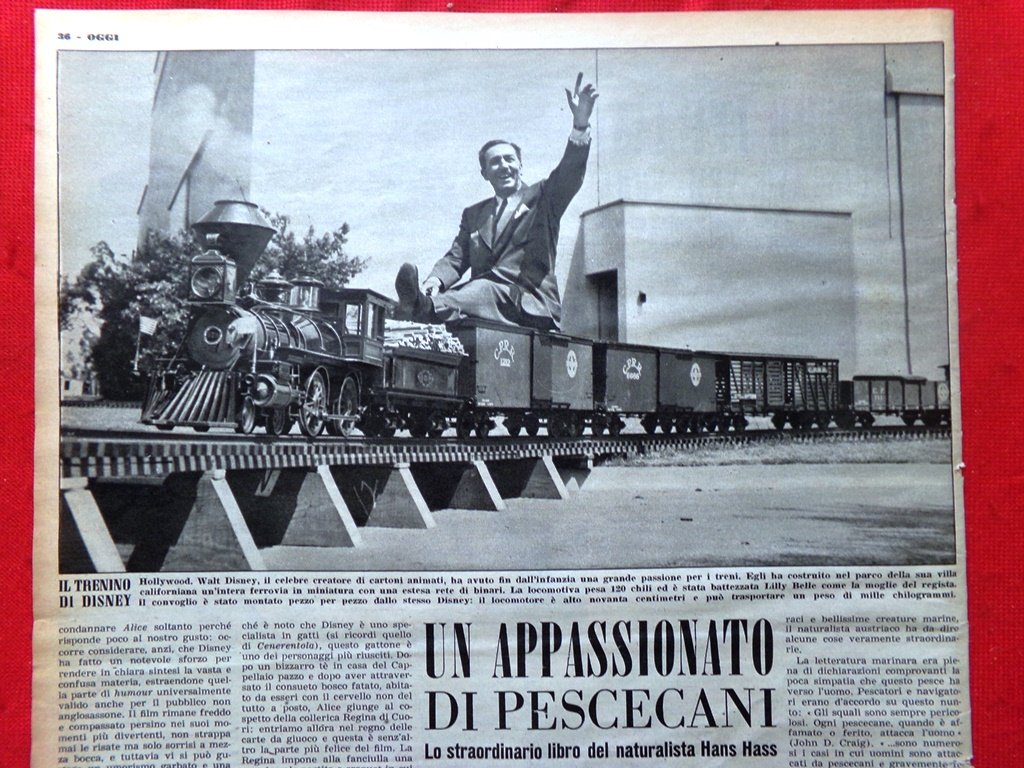 36 - OGGI
C.P.R.R.
C.P.R.R.
IL TRENINO
DI DISNEY
Hollywood. Walt Disney, il celebre creatore di cartoni animati, ha avuto fin dall'infanzia una grande passione per i treni. Egli ha costruito nel parco della sua villa
californiana un'intera ferrovia in miniatura con una estesa rete di binari. La locomotiva pesa 120 chili ed è stata battezzata Lilly Belle come la moglie del regista.
il convoglio è stato montato pezzo per pezzo dallo stesso Disney: il locomotore è alto novanta centimetri e può trasportare un peso di mille chilogrammi.
condannare Alice soltanto perché
risponde poco al nostro gusto: oc-
corre considerare, anzi, che Disney
ha fatto un notevole sforzo per
rendere in chiara sintesi la vasta e
confusa materia, estrendendone quel-
la parte di humour universalmente
valido anche per il pubblico non
anglosassone. Il film rimane freddo
e compassato persino nei suoi mo-
menti più divertenti, non strappa
mai le risate ma solo sorrisi a mez-
za bocca, e tuttavia vi si può gu-
ché è noto che Disney è uno spe-
cialista in gatti (si ricordi quello
di Cenerentola), questo gattone è
uno dei personaggi più riusciti. Do-
po un bizzarro tè in casa del Cap-
pellaio pazzo e dopo aver attraver-
sato il consueto bosco fatato, abita-
to da esseri con il cervello non del
tutto a posto, Alice giunge al co-
spetto della collerica Regina di Cuo-
ri: entriamo allora nel regno delle
carte da giuoco e questa è senz'al-
tro la parte più felice del film. La
Regina impone alla fanciulla una
UN APPASSIONATO
DI PESCECANI
Lo straordinario libro del naturalista Hans Hass
raci e bellissime creature marine,
il naturalista austriaco ha da dire
alcune cose veramente straordina-
rie.
La letteratura marinara era pie-
na di dichiarazioni comprovanti la
poca simpatia che questo pesce ha
verso l'uomo. Pescatori e navigato-
ri erano d'accordo su questo pun-
to: « Gli squali sono sempre perico-
losi. Ogni pescecane, quando è af-
famato o ferito, attacca l'uomo »
(John D. Craig). « ...sono numero-
si i casi in cui uomini sono attac-
cati da pescecani e gravemente fe-